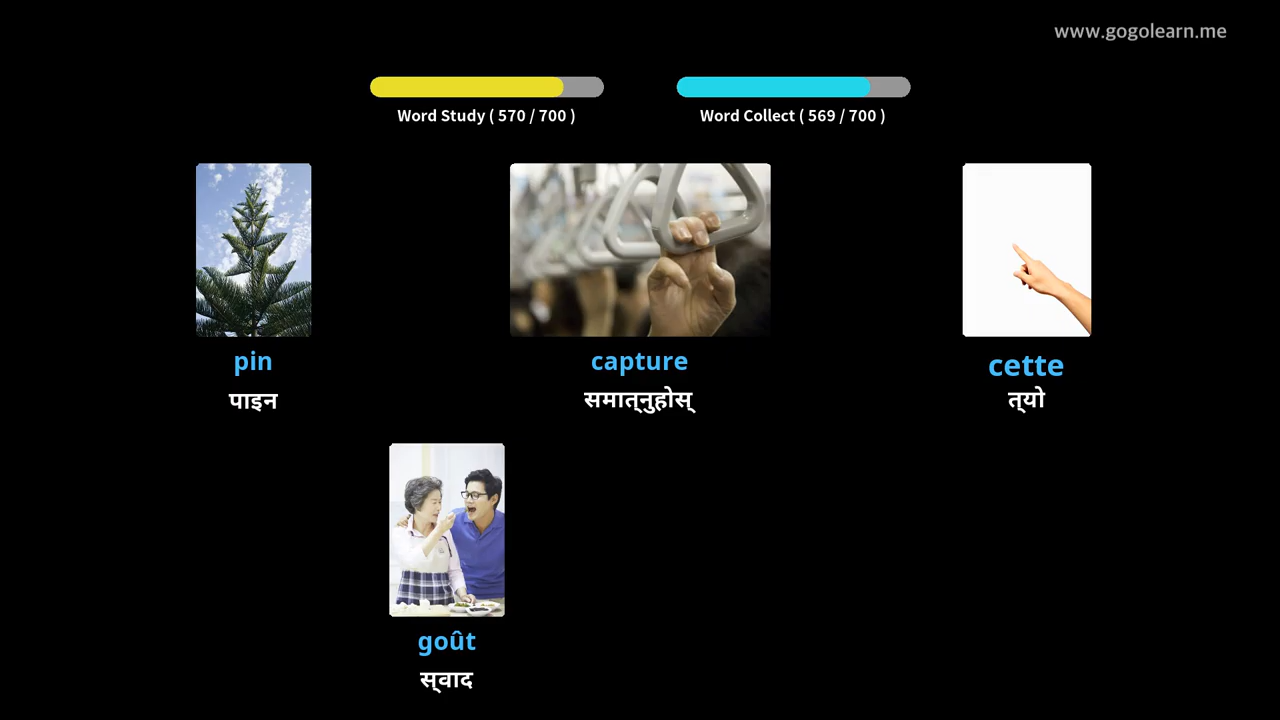 www.gogolearn.me
Word Study ( 570 / 700 )
Word Collect ( 569 / 700 )
pin
पाइन
capture
समात्नुहोस्
cette
त्यो
goût
स्वाद